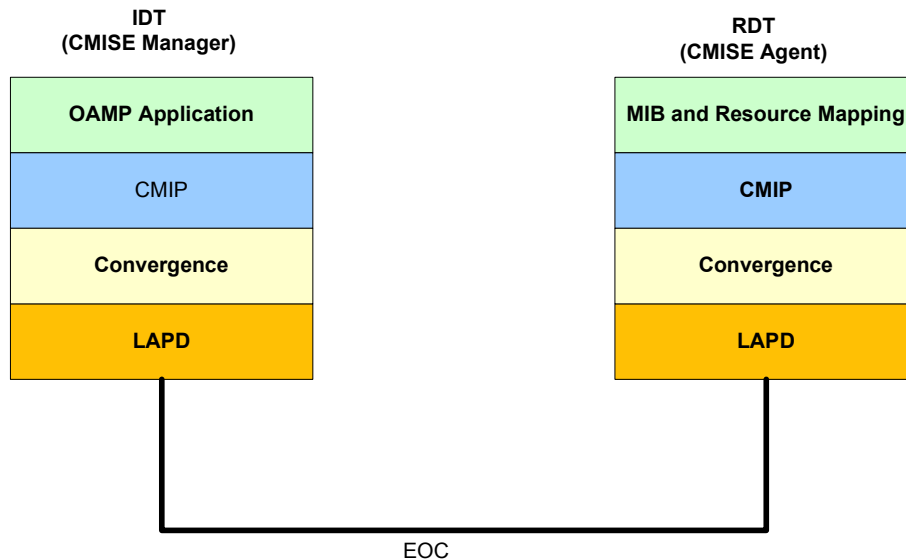 IDT
(CMISE Manager)
RDT
(CMISE Agent)
OAMP Application
MIB and Resource Mapping
CMIP
CMIP
Convergence
Convergence
LAPD
LAPD
EOC